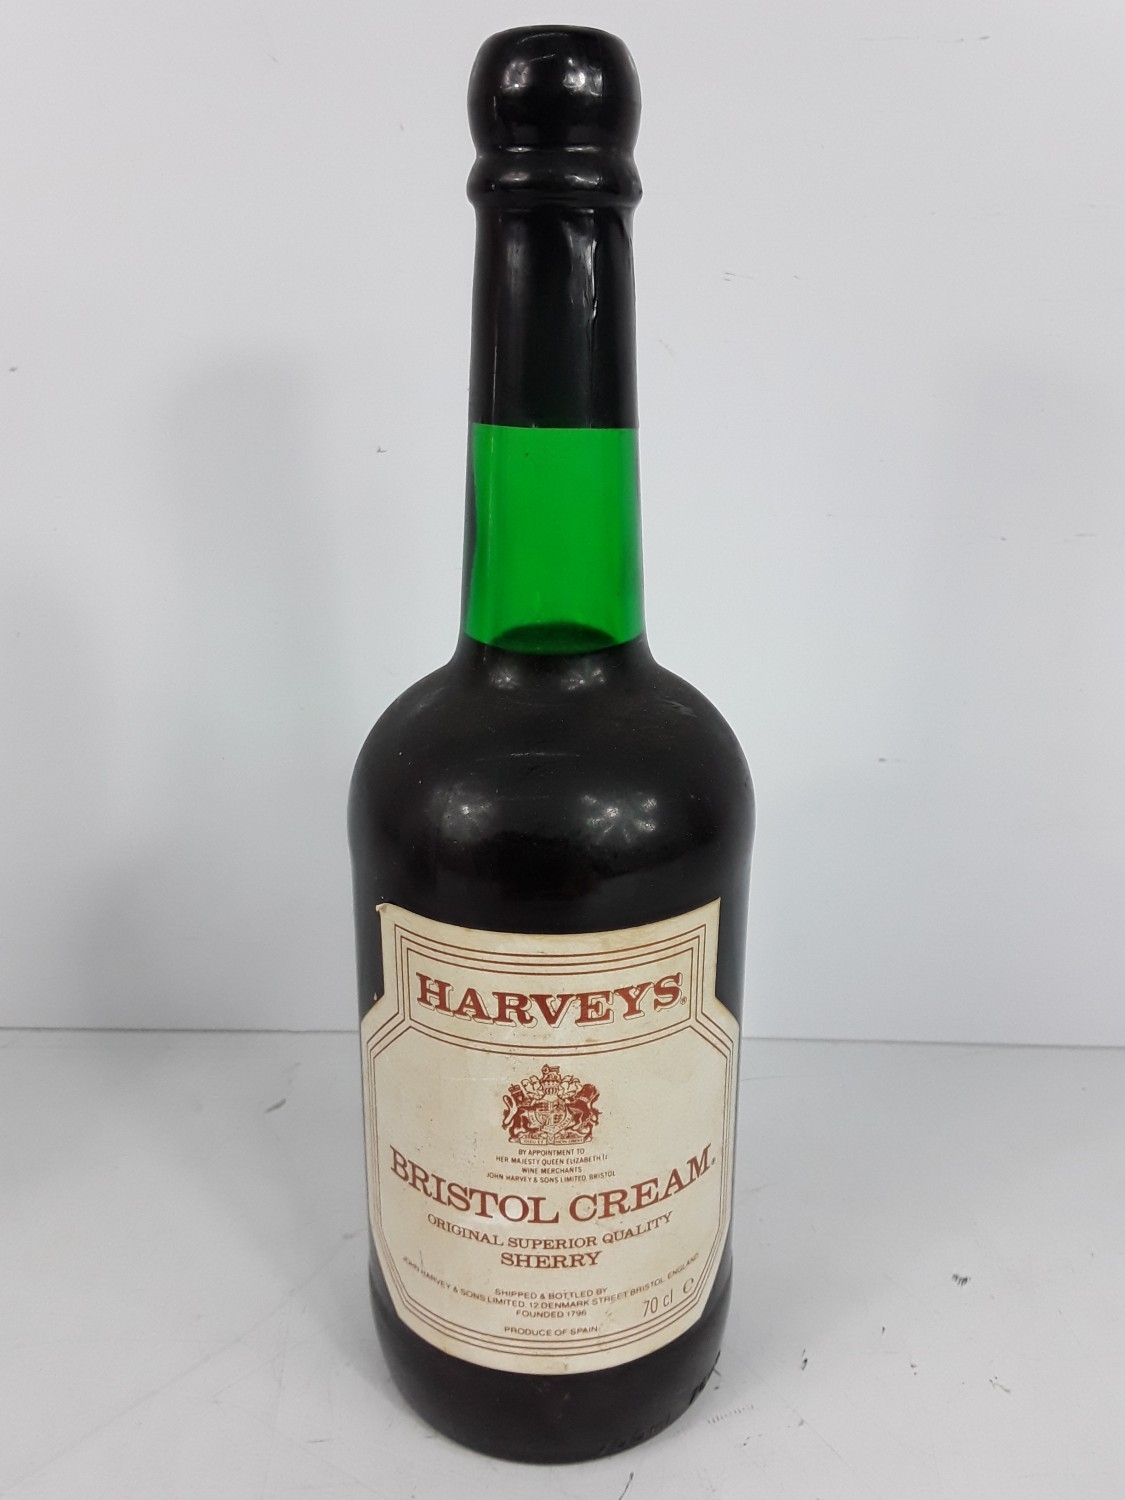 HARVEYS®
BY APPOINTMENT TO
HER MAJESTY QUEEN ELIZABETH II
WINE MERCHANTS
JOHN HARVEY & SONS LIMITED BRISTOL
BRISTOL CREAM®
ORIGINAL SUPERIOR QUALITY
SHERRY
SHIPPED & BOTTLED BY
JOHN HARVEY & SONS LIMITED, 12 DENMARK STREET BRISTOL ENGLAND
FOUNDED 1796
70 cl e
PRODUCE OF SPAIN